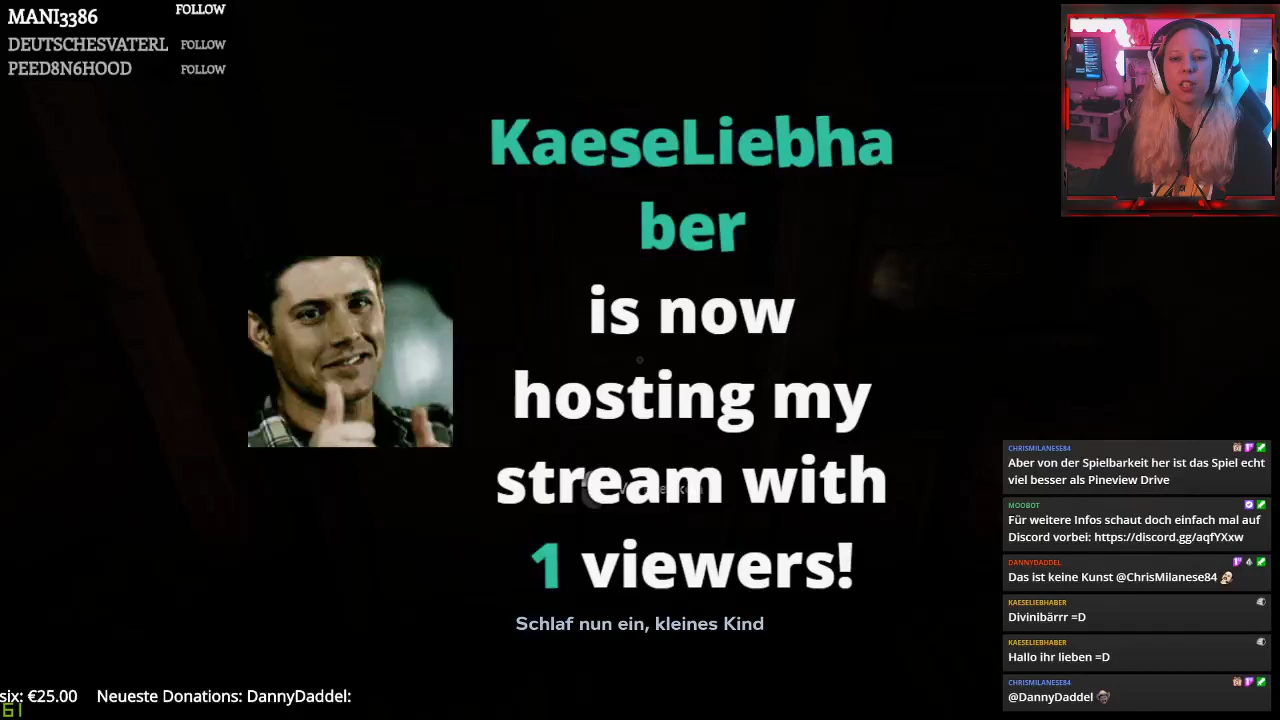 MANI3386 FOLLOW
DEUTSCHESVATERL FOLLOW
PEED8N6HOOD FOLLOW
KaeseLiebha
ber
is now
hosting my
stream with
1 viewers!
Schlaf nun ein, kleines Kind
CHRISMILANESE84
Aber von der Spielbarkeit her ist das Spiel echt
viel besser als Pineview Drive
MOOBOT
Für weitere Infos schaut doch einfach mal auf
Discord vorbei: https://discord.gg/aqfYXxw
DANNYDADDEL
Das ist keine Kunst @ChrisMilanese84
KAESELIEBHABER
Divinibärrr =D
KAESELIEBHABER
Hallo ihr lieben =D
CHRISMILANESE84
@DannyDaddel
six: €25.00 Neueste Donations: DannyDaddel:
61